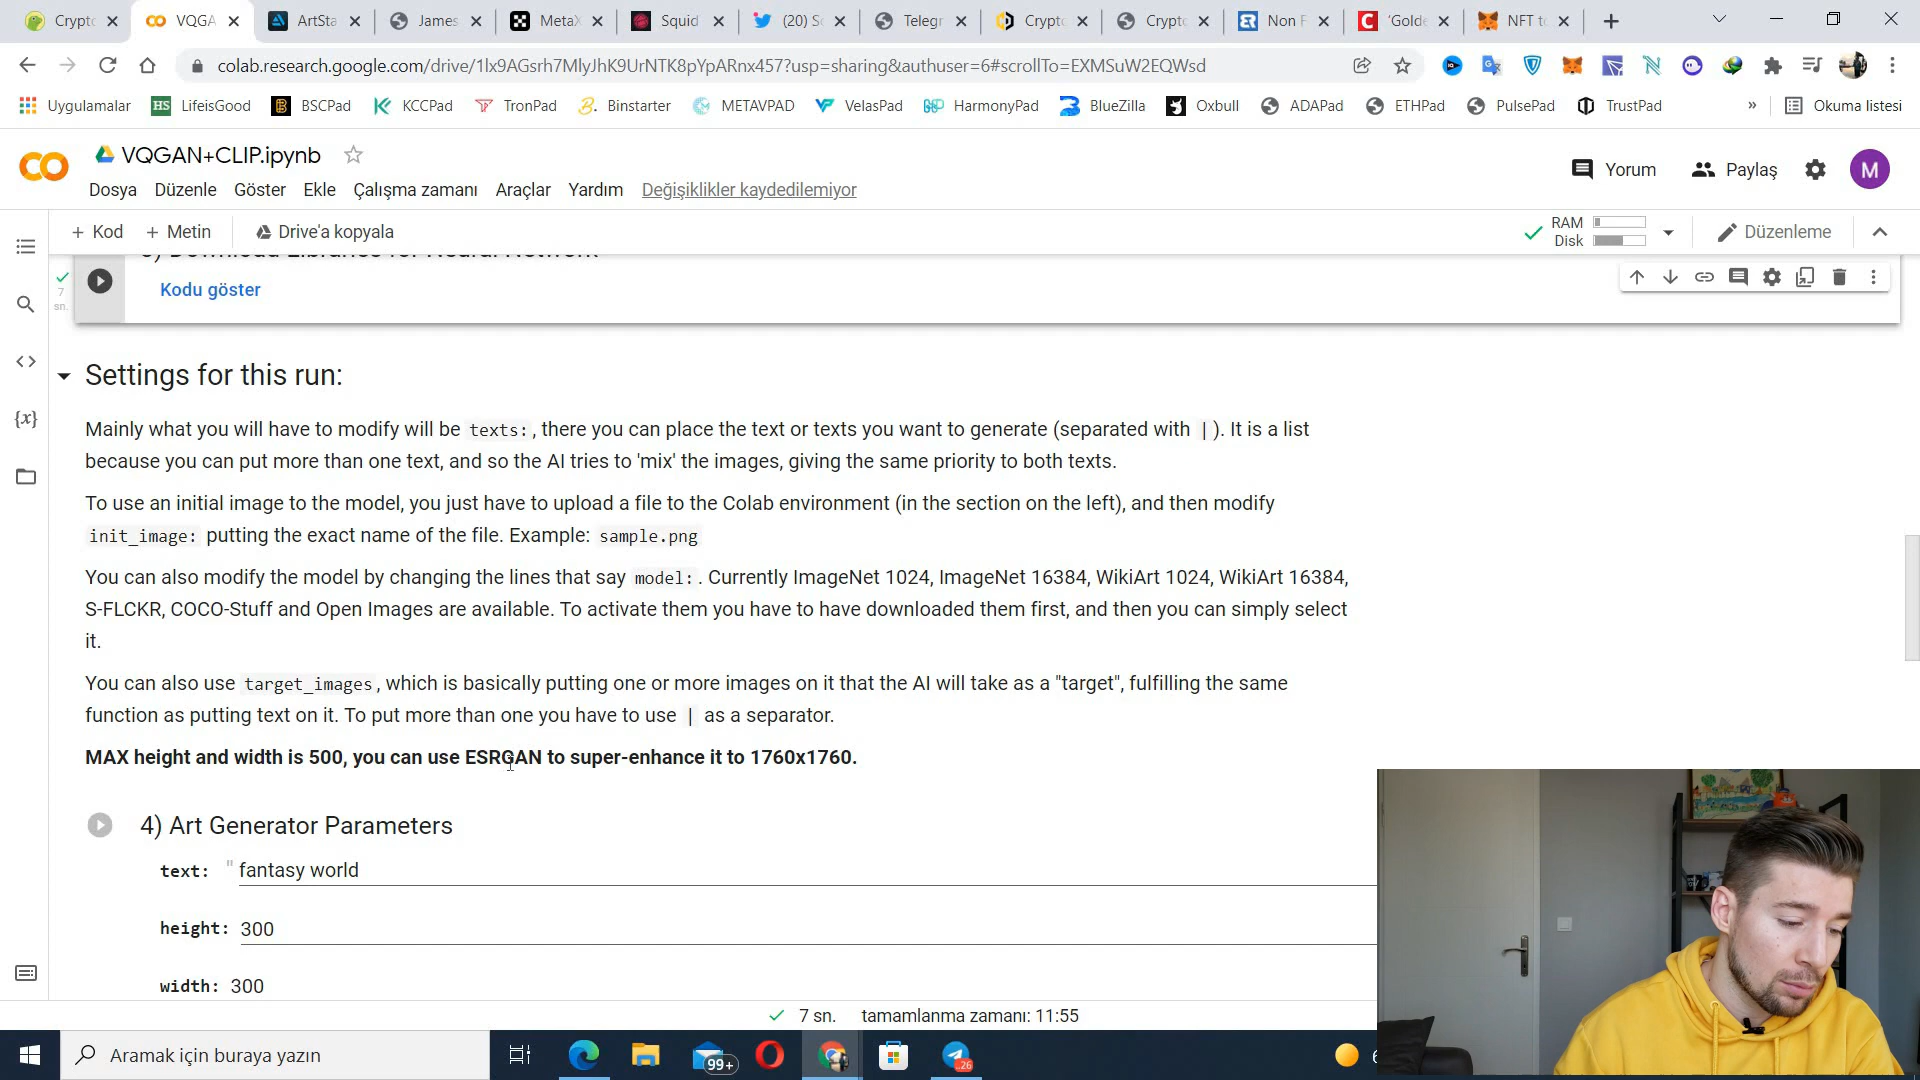 Crypto
VQGA
ArtSta
James
MetaX
Squid
(20) Sc
Telegr
Crypto
Crypto
Non F
'Golde
NFT to
colab.research.google.com/drive/1lx9AGsrh7MlyJhK9UrNTK8pYpARnx457?usp=sharing&authuser=6#scrollTo=EXMSuW2EQWsd
Uygulamalar
LifeisGood
BSCPad
KCCPad
TronPad
Binstarter
METAVPAD
VelasPad
HarmonyPad
BlueZilla
Oxbull
ADAPad
ETHPad
PulsePad
TrustPad
»
Okuma listesi
VQGAN+CLIP.ipynb
Yorum
Paylaş
M
Dosya Düzenle Göster Ekle Çalışma zamanı Araçlar Yardım Değişiklikler kaydedilemiyor
+ Kod + Metin Drive'a kopyala
RAM
Disk
Düzenleme
7
sn.
Kodu göster
Settings for this run:
Mainly what you will have to modify will be texts: , there you can place the text or texts you want to generate (separated with | ). It is a list
because you can put more than one text, and so the AI tries to 'mix' the images, giving the same priority to both texts.
To use an initial image to the model, you just have to upload a file to the Colab environment (in the section on the left), and then modify
init_image: putting the exact name of the file. Example: sample.png
You can also modify the model by changing the lines that say model: . Currently ImageNet 1024, ImageNet 16384, WikiArt 1024, WikiArt 16384,
S-FLCKR, COCO-Stuff and Open Images are available. To activate them you have to have downloaded them first, and then you can simply select
it.
You can also use target_images , which is basically putting one or more images on it that the AI will take as a "target", fulfilling the same
function as putting text on it. To put more than one you have to use | as a separator.
MAX height and width is 500, you can use ESRGAN to super-enhance it to 1760x1760.
4) Art Generator Parameters
text: " fantasy world
height: 300
width: 300
7 sn. tamamlanma zamanı: 11:55
Aramak için buraya yazın
99+
26